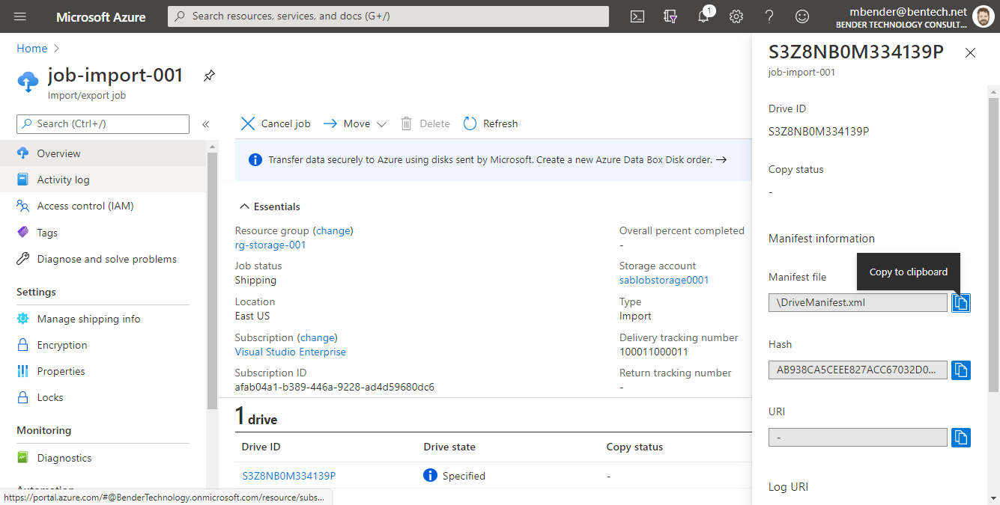 Microsoft Azure
Search resources, services, and docs (G+/)
1
mbender@bentech.net
BENDER TECHNOLOGY CONSULT...
Home
job-import-001
Import/export job
Search (Ctrl+/)
«
Overview
Activity log
Access control (IAM)
Tags
Diagnose and solve problems
Settings
Manage shipping info
Encryption
Properties
Locks
Monitoring
Diagnostics
Automation
https://portal.azure.com/#@BenderTechnology.onmicrosoft.com/resource/subs...
Cancel job
Move
Delete
Refresh
Transfer data securely to Azure using disks sent by Microsoft. Create a new Azure Data Box Disk order. →
Essentials
Resource group (change)
rg-storage-001
Job status
Shipping
Location
East US
Subscription (change)
Visual Studio Enterprise
Subscription ID
afab04a1-b389-446a-9228-ad4d59680dc6
Overall percent completed
-
Storage account
sablobstorage0001
Type
Import
Delivery tracking number
100011000011
Return tracking number
-
1 drive
Drive ID Drive state Copy status
S3Z8NB0M334139P Specified -
S3Z8NB0M334139P
job-import-001
Drive ID
S3Z8NB0M334139P
Copy status
-
Manifest information
Copy to clipboard
Manifest file
\DriveManifest.xml
Hash
AB938CA5CEEE827ACC67032D0...
URI
-
Log URI